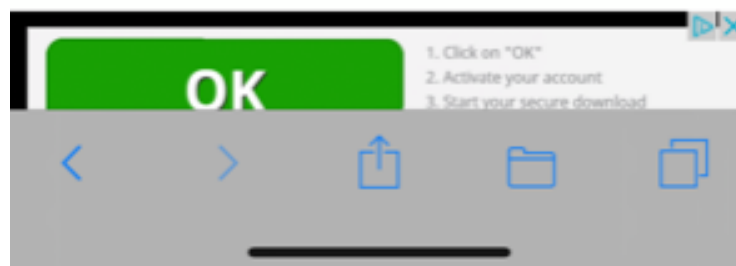 OK
1. Click on "OK"
2. Activate your account
3. Start your secure download